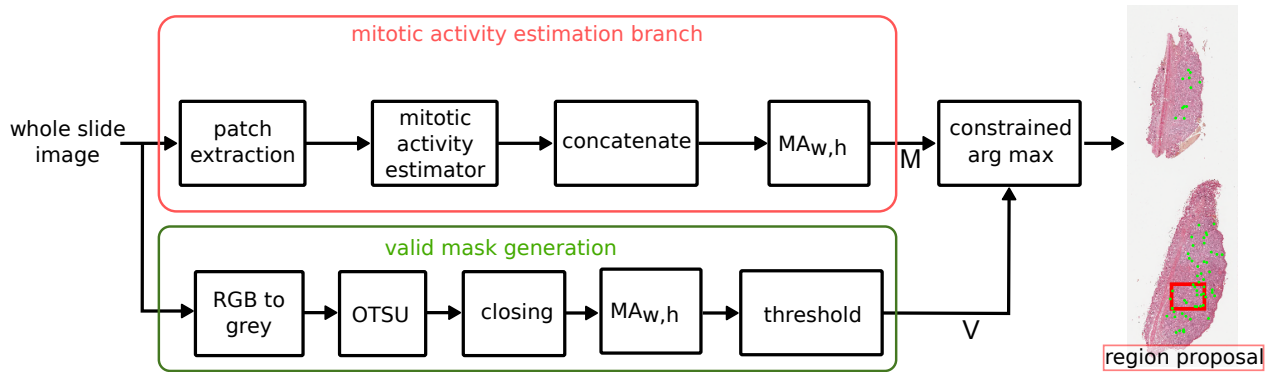 mitotic activity estimation branch
whole slide
image
patch
extraction
mitotic
activity
estimator
concatenate
MAw,h
M
constrained
arg max
valid mask generation
RGB to
grey
OTSU
closing
MAw,h
threshold
V
region proposal